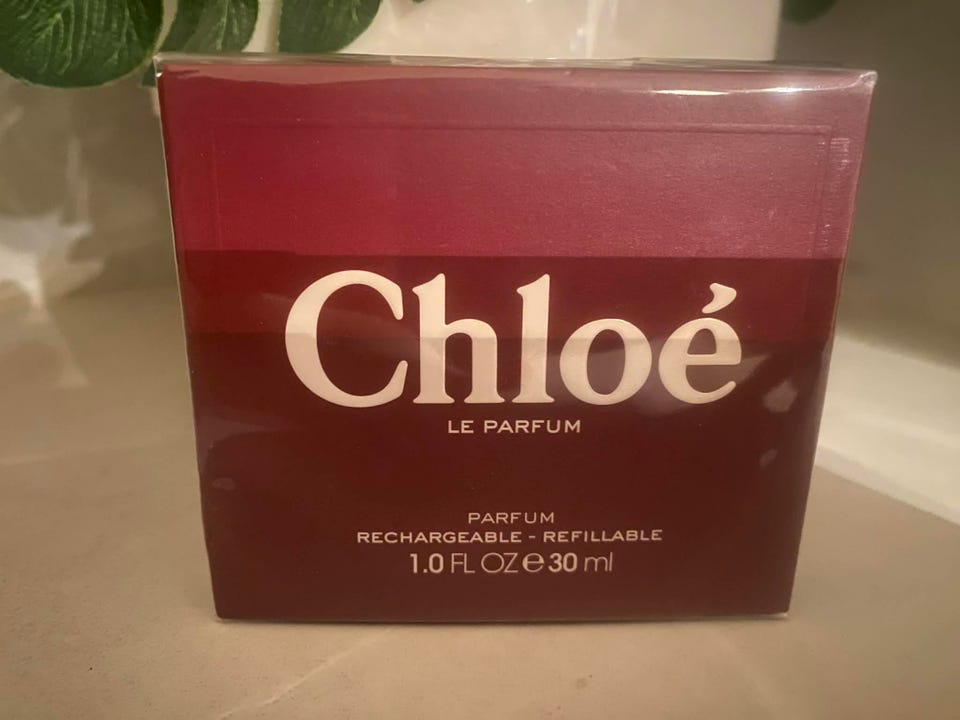 Chloé
LE PARFUM
PARFUM
RECHARGEABLE - REFILLABLE
1.0 FL OZ ℮ 30 ml